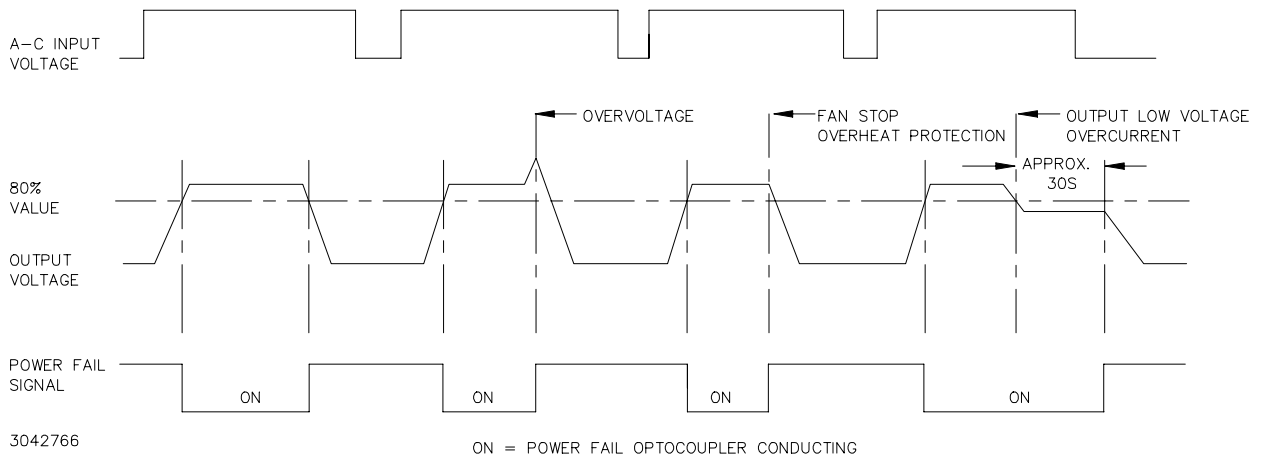 A-C INPUT
VOLTAGE
OVERVOLTAGE
FAN STOP
OVERHEAT PROTECTION
OUTPUT LOW VOLTAGE
OVERCURRENT
APPROX.
30S
80%
VALUE
OUTPUT
VOLTAGE
POWER FAIL
SIGNAL
ON
ON
ON
ON
3042766
ON = POWER FAIL OPTOCOUPLER CONDUCTING